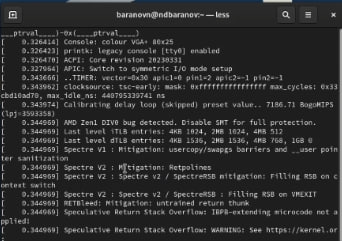 baranovn@ndbaranov:~ — less
___ptrval____)-0x(____ptrval____)
[    0.326414] Console: colour VGA+ 80x25
[    0.326423] printk: legacy console [tty0] enabled
[    0.326470] ACPI: Core revision 20230331
[    0.327064] APIC: Switch to symmetric I/O mode setup
[    0.343666] ..TIMER: vector=0x30 apic1=0 pin1=2 apic2=-1 pin2=-1
[    0.343962] clocksource: tsc-early: mask: 0xffffffffffffffff max_cycles: 0x33
cbd10ad70, max_idle_ns: 440795339741 ns
[    0.343974] Calibrating delay loop (skipped) preset value.. 7186.71 BogoMIPS
(lpj=3593358)
[    0.344969] AMD Zen1 DIV0 bug detected. Disable SMT for full protection.
[    0.344969] Last level iTLB entries: 4KB 1024, 2MB 1024, 4MB 512
[    0.344969] Last level dTLB entries: 4KB 1536, 2MB 1536, 4MB 768, 1GB 0
[    0.344969] Spectre V1 : Mitigation: usercopy/swapgs barriers and __user poin
ter sanitization
[    0.344969] Spectre V2 : Mitigation: Retpolines
[    0.344969] Spectre V2 : Spectre v2 / SpectreRSB mitigation: Filling RSB on c
ontext switch
[    0.344969] Spectre V2 : Spectre v2 / SpectreRSB : Filling RSB on VMEXIT
[    0.344969] RETBleed: Mitigation: untrained return thunk
[    0.344969] Speculative Return Stack Overflow: IBPB-extending microcode not a
pplied!
[    0.344969] Speculative Return Stack Overflow: WARNING: See https://kernel.or
: